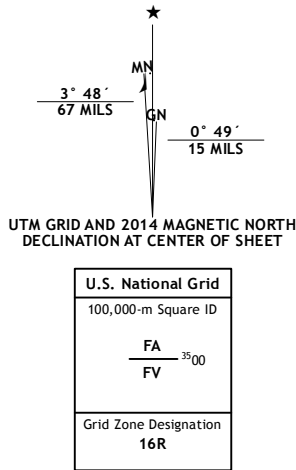 ★
MN
3° 48´
67 MILS
GN
0° 49´
15 MILS
UTM GRID AND 2014 MAGNETIC NORTH
DECLINATION AT CENTER OF SHEET
U.S. National Grid
100,000-m Square ID
FA
3500
FV
Grid Zone Designation
16R